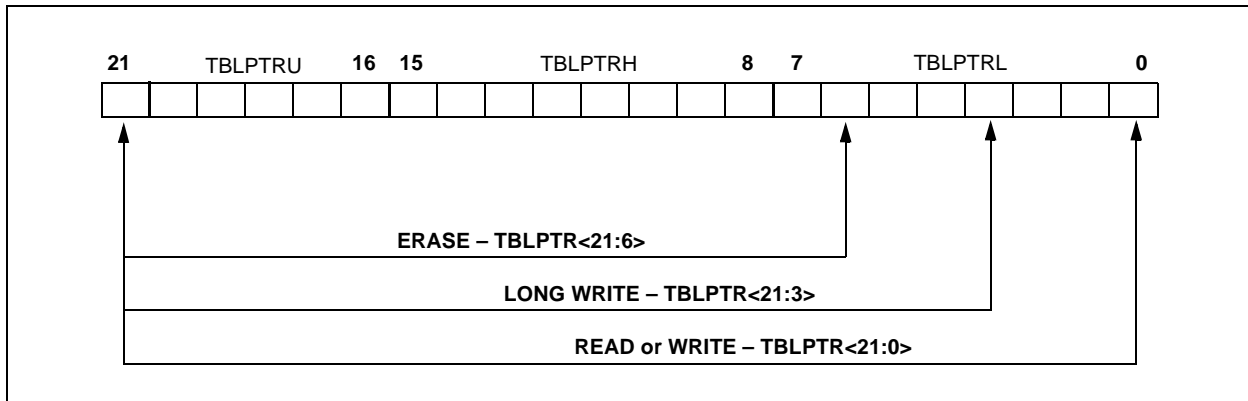 21 TBLPTRU 16 15 TBLPTRH 8 7 TBLPTRL 0
ERASE – TBLPTR<21:6>
LONG WRITE – TBLPTR<21:3>
READ or WRITE – TBLPTR<21:0>